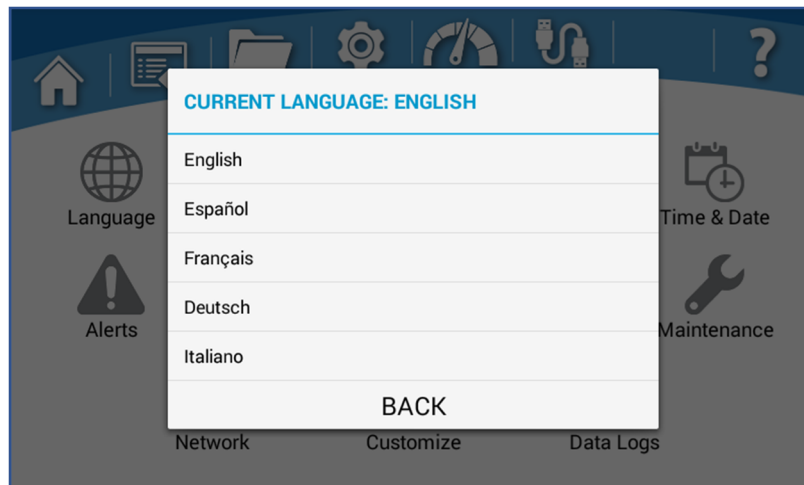 CURRENT LANGUAGE: ENGLISH
English
Español
Français
Deutsch
Italiano
BACK
Language
Time & Date
Alerts
Maintenance
Network
Customize
Data Logs
?